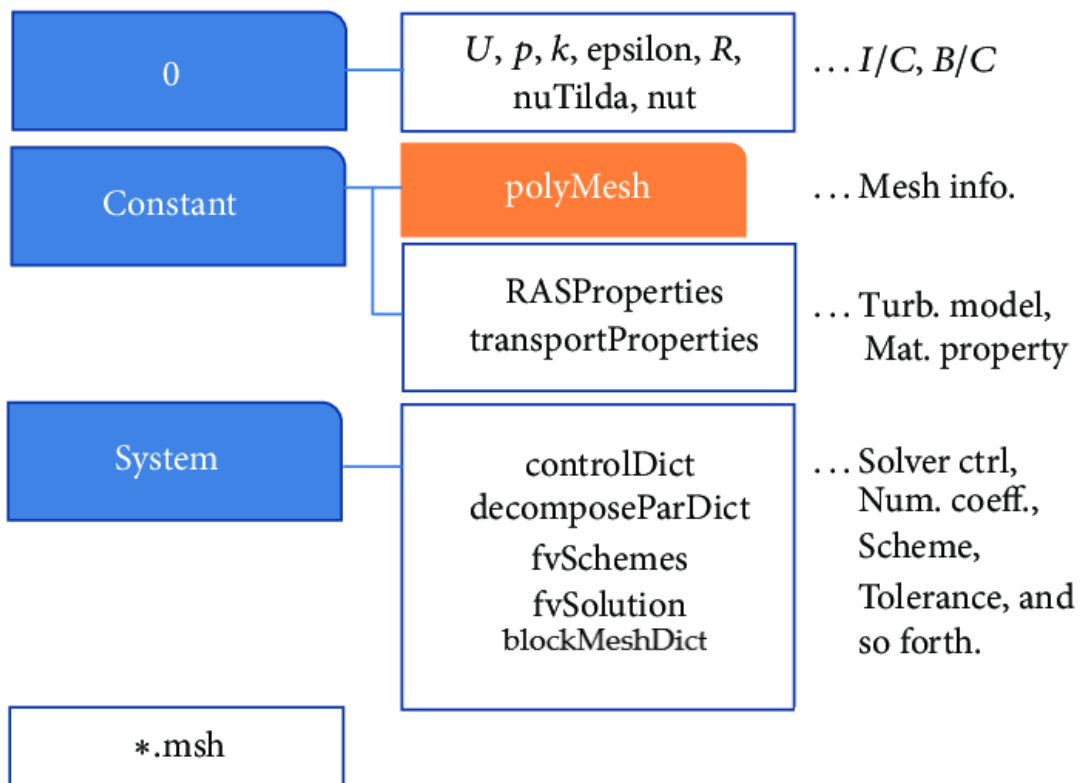 0
U, p, k, epsilon, R,
nuTilda, nut
... I/C, B/C
Constant
polyMesh
... Mesh info.
RASProperties
transportProperties
... Turb. model,
Mat. property
System
controlDict
decomposeParDict
fvSchemes
fvSolution
blockMeshDict
... Solver ctrl,
Num. coeff.,
Scheme,
Tolerance, and
so forth.
*.msh